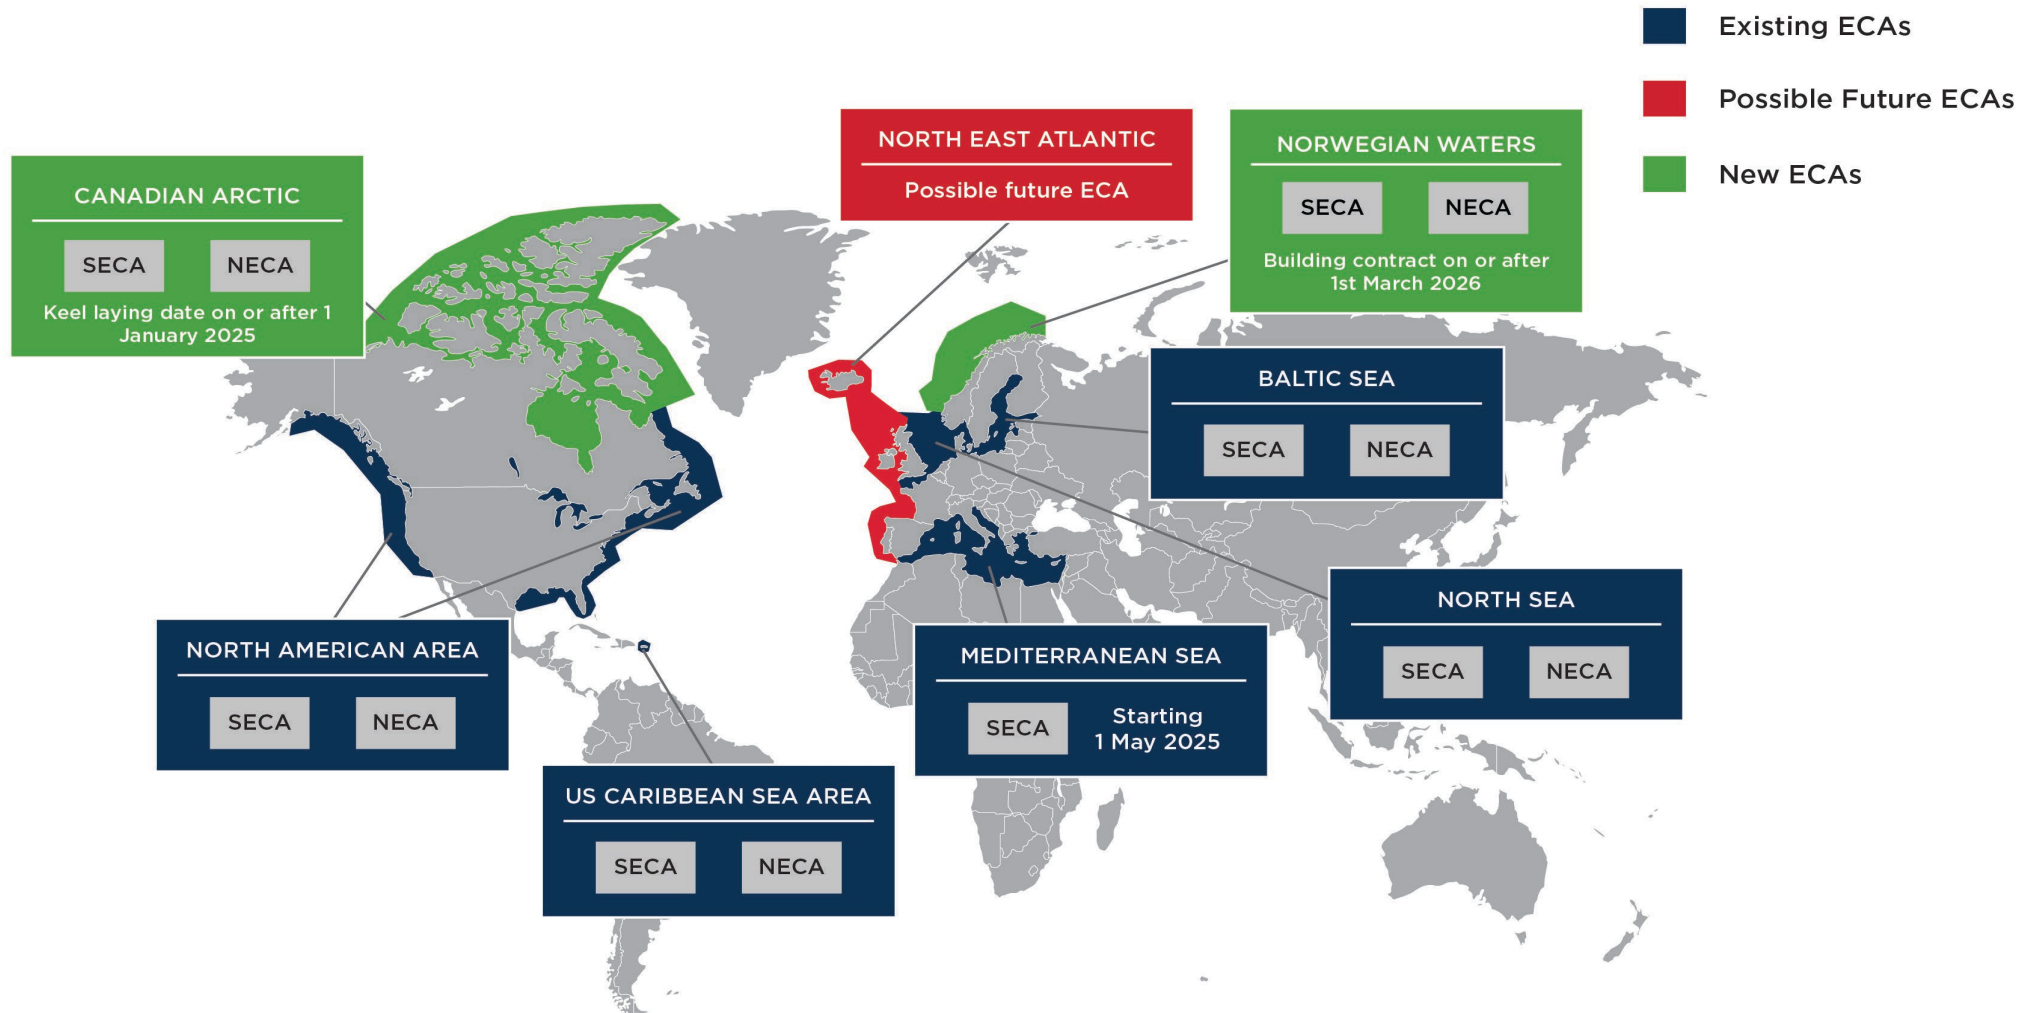 Existing ECAs
Possible Future ECAs
New ECAs
CANADIAN ARCTIC
SECA NECA
Keel laying date on or after 1
January 2025
NORTH EAST ATLANTIC
Possible future ECA
NORWEGIAN WATERS
SECA NECA
Building contract on or after
1st March 2026
BALTIC SEA
SECA NECA
NORTH SEA
SECA NECA
NORTH AMERICAN AREA
SECA NECA
MEDITERRANEAN SEA
SECA
Starting
1 May 2025
US CARIBBEAN SEA AREA
SECA NECA